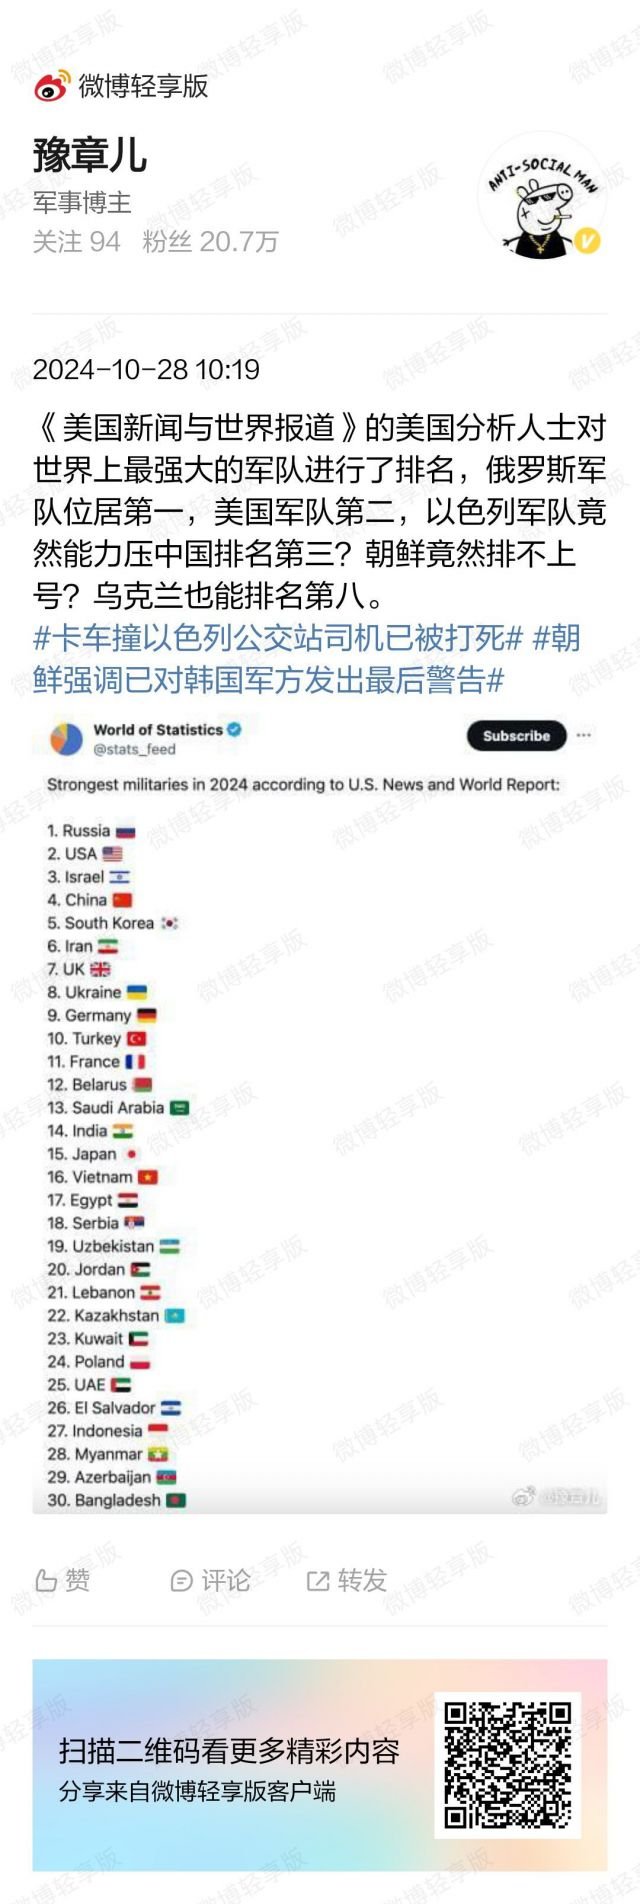 微博轻享版
豫章儿
军事博主
关注 94 粉丝 20.7万
ANTI-SOCIAL MAN
2024-10-28 10:19
《美国新闻与世界报道》的美国分析人士对
世界上最强大的军队进行了排名，俄罗斯军
队位居第一，美国军队第二，以色列军队竟
然能力压中国排名第三？朝鲜竟然排不上
号？乌克兰也能排名第八。
#卡车撞以色列公交站司机已被打死# #朝
鲜强调已对韩国军方发出最后警告#
World of Statistics
@stats_feed
Subscribe
Strongest militaries in 2024 according to U.S. News and World Report:
1. Russia
2. USA
3. Israel
4. China
5. South Korea
6. Iran
7. UK
8. Ukraine
9. Germany
10. Turkey
11. France
12. Belarus
13. Saudi Arabia
14. India
15. Japan
16. Vietnam
17. Egypt
18. Serbia
19. Uzbekistan
20. Jordan
21. Lebanon
22. Kazakhstan
23. Kuwait
24. Poland
25. UAE
26. El Salvador
27. Indonesia
28. Myanmar
29. Azerbaijan
30. Bangladesh
@豫章儿
赞 评论 转发
扫描二维码看更多精彩内容
分享来自微博轻享版客户端